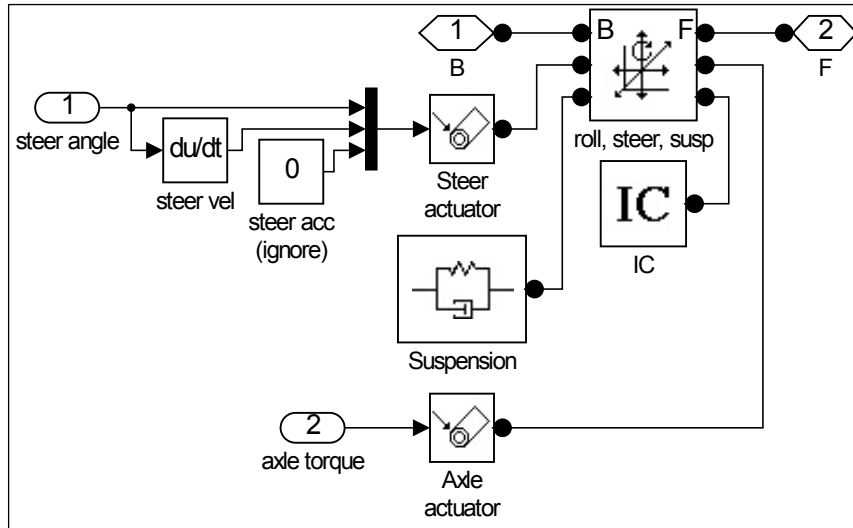 1
B
B
F
2
F
C
roll, steer, susp
1
steer angle
du/dt
steer vel
0
steer acc
(ignore)
Steer
actuator
IC
IC
Suspension
2
axle torque
Axle
actuator